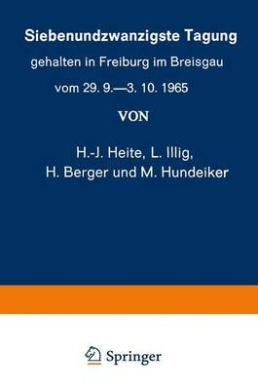 Siebenundzwanzigste Tagung
gehalten in Freiburg im Breisgau
vom 29. 9.—3. 10. 1965
VON
H.-J. Heite, L. Illig,
H. Berger und M. Hundeiker
Springer